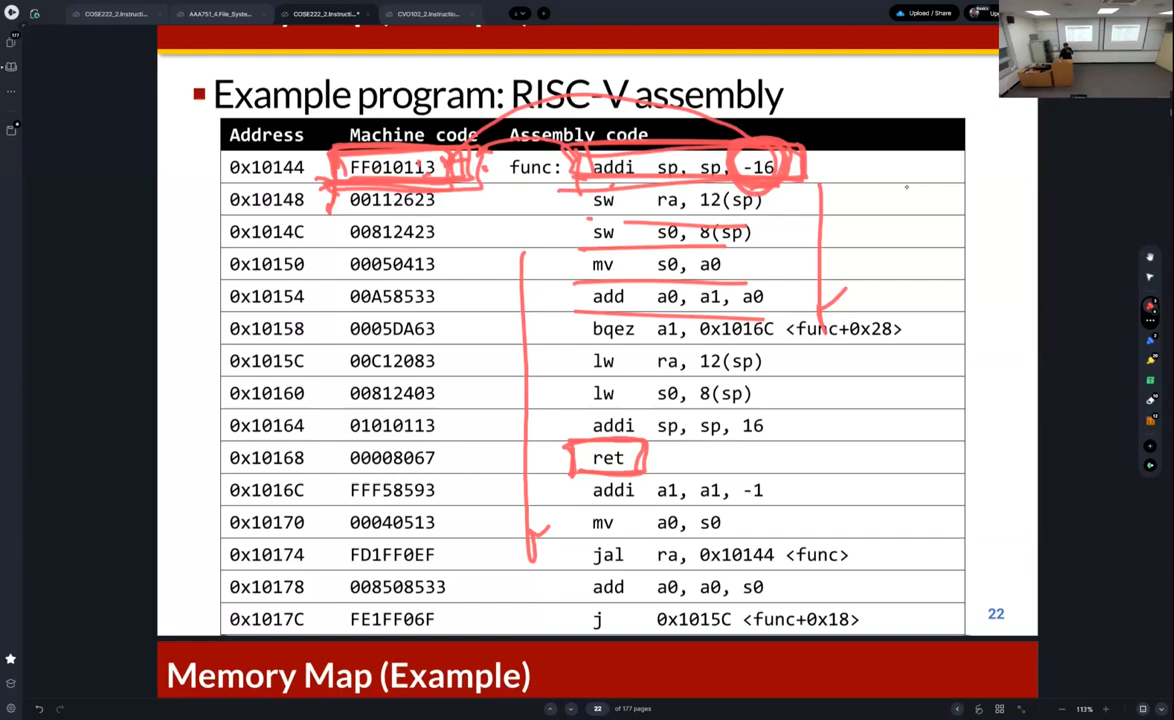 COSE222_2.Instructi... AAA751_4.File_Syste... COSE222_2.Instructi...* CVO102_2.Instructio... 4 Upload / Share
Example program: RISC-V assembly
Address Machine code Assembly code
0x10144 FF010113 func: addi sp, sp, -16
0x10148 00112623 sw ra, 12(sp)
0x1014C 00812423 sw s0, 8(sp)
0x10150 00050413 mv s0, a0
0x10154 00A58533 add a0, a1, a0
0x10158 0005DA63 bqez a1, 0x1016C <func+0x28>
0x1015C 00C12083 lw ra, 12(sp)
0x10160 00812403 lw s0, 8(sp)
0x10164 01010113 addi sp, sp, 16
0x10168 00008067 ret
0x1016C FFF58593 addi a1, a1, -1
0x10170 00040513 mv a0, s0
0x10174 FD1FF0EF jal ra, 0x10144 <func>
0x10178 008508533 add a0, a0, s0
0x1017C FE1FF06F j 0x1015C <func+0x18>
22
Memory Map (Example)
22 of 177 pages 113%